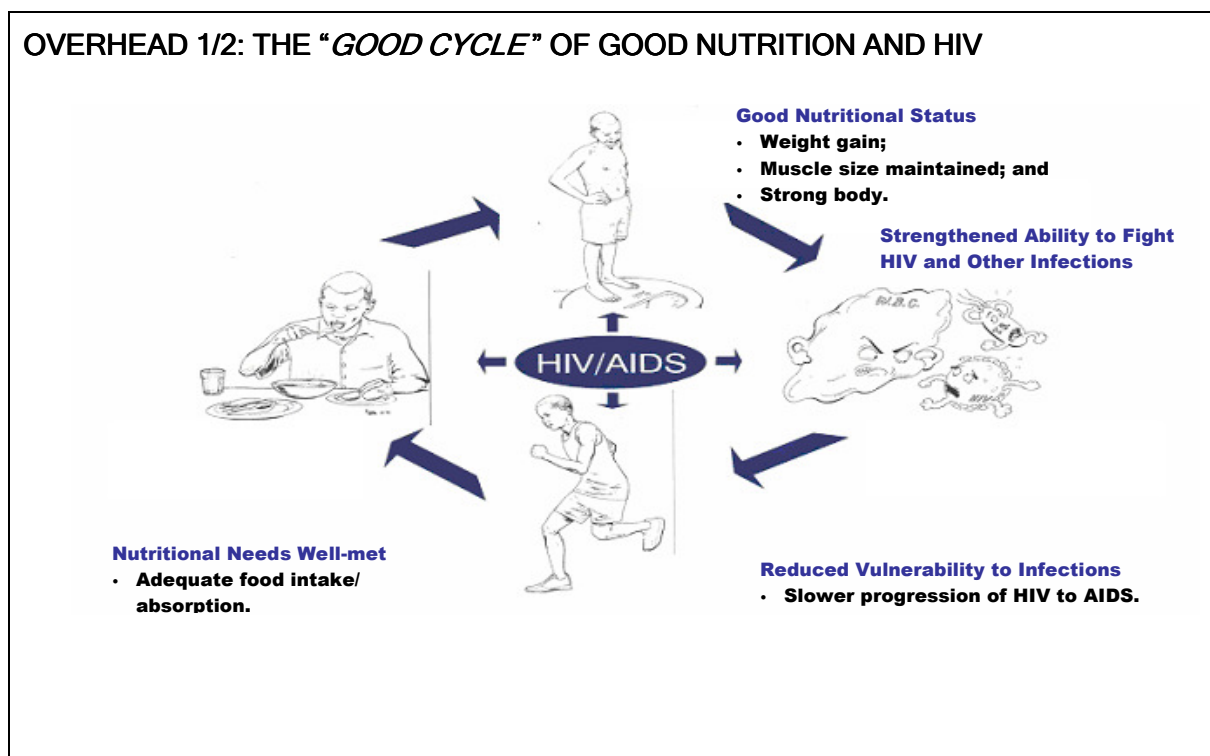 OVERHEAD 1/2: THE “GOOD CYCLE” OF GOOD NUTRITION AND HIV
Good Nutritional Status
• Weight gain;
• Muscle size maintained; and
• Strong body.
Strengthened Ability to Fight
HIV and Other Infections
W.B.C.
HIV
HIV/AIDS
Nutritional Needs Well-met
• Adequate food intake/
absorption.
Reduced Vulnerability to Infections
• Slower progression of HIV to AIDS.